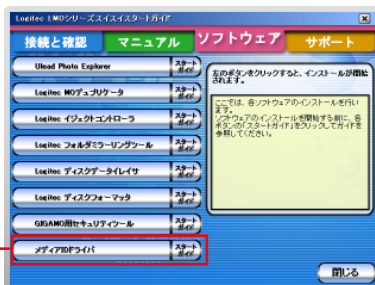 Logitec LMOシリーズスイスイスタートガイド
接続と確認
マニュアル
ソフトウェア
サポート
Ulead Photo Explorer
スタートガイド
Logitec MOデュプリケータ
スタートガイド
Logitec イジェクトコントローラ
スタートガイド
Logitec フォルダミラーリングツール
スタートガイド
Logitec ディスクデータイレイサ
スタートガイド
Logitec ディスクフォーマッタ
スタートガイド
GIGAMO用セキュリティツール
スタートガイド
メディアIDドライバ
スタートガイド
左のボタンをクリックすると、インストールが開始
されます。
ここでは、各ソフトウェアのインストールを行い
ます。
ソフトウェアのインストールを開始する前に、各
ボタンの「スタートガイド」をクリックしてガイドを
参照してください。
閉じる